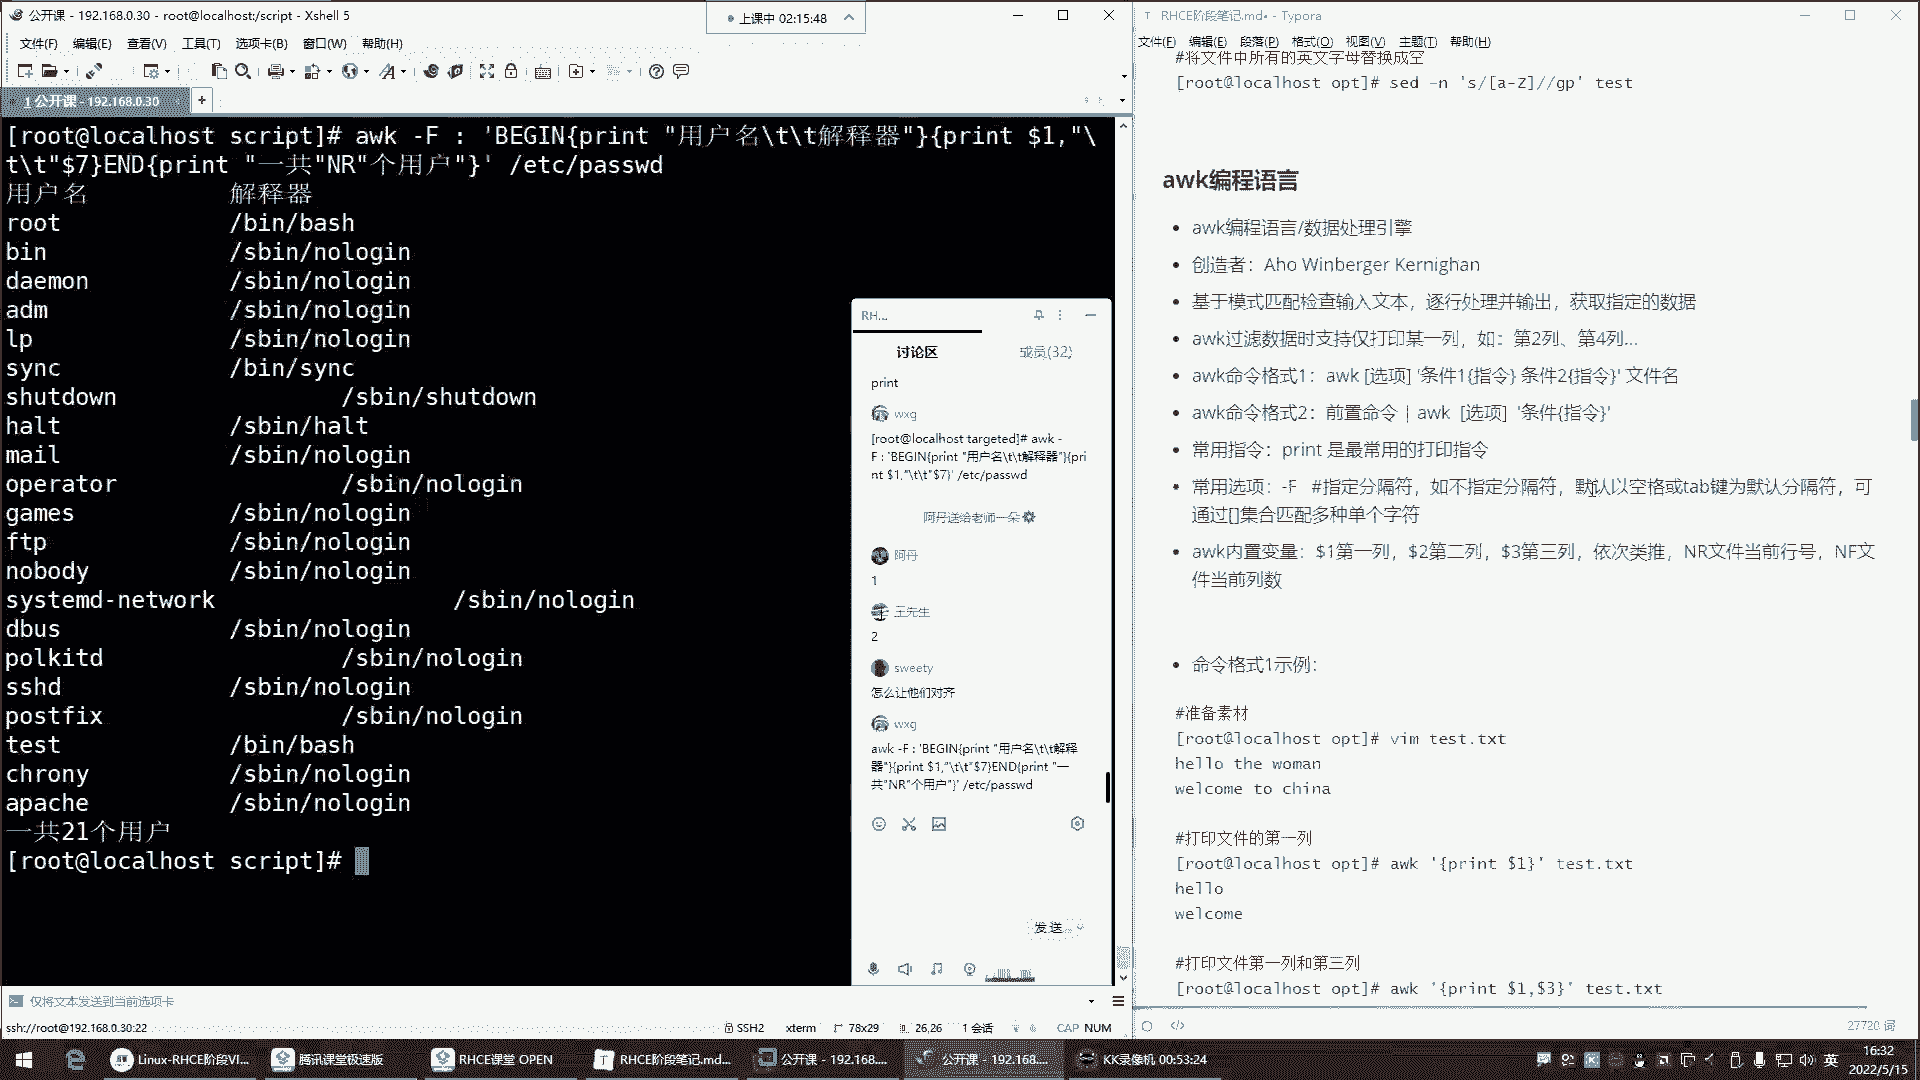 公开课 - 192.168.0.30 - root@localhost:/script - Xshell 5
上课中 02:15:48
文件(F) 编辑(E) 查看(V) 工具(T) 选项卡(B) 窗口(W) 帮助(H)
1 公开课 - 192.168.0.30
[root@localhost script]# awk -F : 'BEGIN{print "用户名\t\t解释器"}{print $1,"\
t\t"$7}END{print "一共"NR"个用户"}' /etc/passwd
用户名 解释器
root /bin/bash
bin /sbin/nologin
daemon /sbin/nologin
adm /sbin/nologin
lp /sbin/nologin
sync /bin/sync
shutdown /sbin/shutdown
halt /sbin/halt
mail /sbin/nologin
operator /sbin/nologin
games /sbin/nologin
ftp /sbin/nologin
nobody /sbin/nologin
systemd-network /sbin/nologin
dbus /sbin/nologin
polkitd /sbin/nologin
sshd /sbin/nologin
postfix /sbin/nologin
test /bin/bash
chrony /sbin/nologin
apache /sbin/nologin
一共21个用户
[root@localhost script]#
RH...
讨论区 成员(32)
print
wxg
[root@localhost targeted]# awk -
F : 'BEGIN{print "用户名\t\t解释器"}{pri
nt $1,"\t\t"$7}' /etc/passwd
阿丹送给老师一朵
阿丹
1
王先生
2
sweety
怎么让他们对齐
wxg
awk -F : 'BEGIN{print "用户名\t\t解释
器"}{print $1,"\t\t"$7}END{print "一
共"NR"个用户"}' /etc/passwd
发送
仅将文本发送到当前选项卡
ssh://root@192.168.0.30:22 SSH2 xterm 78x29 26,26 1 会话 CAP NUM
RHCE阶段笔记.md• - Typora
文件(F) 编辑(E) 段落(P) 格式(O) 视图(V) 主题(T) 帮助(H)
#将文件中所有的英文字母替换成空
[root@localhost opt]# sed -n 's/[a-Z]//gp' test
awk编程语言
• awk编程语言/数据处理引擎
• 创造者：Aho Winberger Kernighan
• 基于模式匹配检查输入文本，逐行处理并输出，获取指定的数据
• awk过滤数据时支持仅打印某一列，如：第2列、第4列...
• awk命令格式1：awk [选项] '条件1{指令} 条件2{指令}' 文件名
• awk命令格式2：前置命令 | awk [选项] '条件{指令}'
• 常用指令：print 是最常用的打印指令
• 常用选项：-F #指定分隔符，如不指定分隔符，默认以空格或tab键为默认分隔符，可
通过[]集合匹配多种单个字符
• awk内置变量：$1第一列，$2第二列，$3第三列，依次类推，NR文件当前行号，NF文
件当前列数
• 命令格式1示例：
#准备素材
[root@localhost opt]# vim test.txt
hello the woman
welcome to china
#打印文件的第一列
[root@localhost opt]# awk '{print $1}' test.txt
hello
welcome
#打印文件第一列和第三列
[root@localhost opt]# awk '{print $1,$3}' test.txt
27720 词
Linux-RHCE阶段VI... 腾讯课堂极速版 RHCE课堂 OPEN RHCE阶段笔记.md... 公开课 - 192.168.... 公开课 - 192.168.... KK录像机 00:53:24 英
16:32
2022/5/15